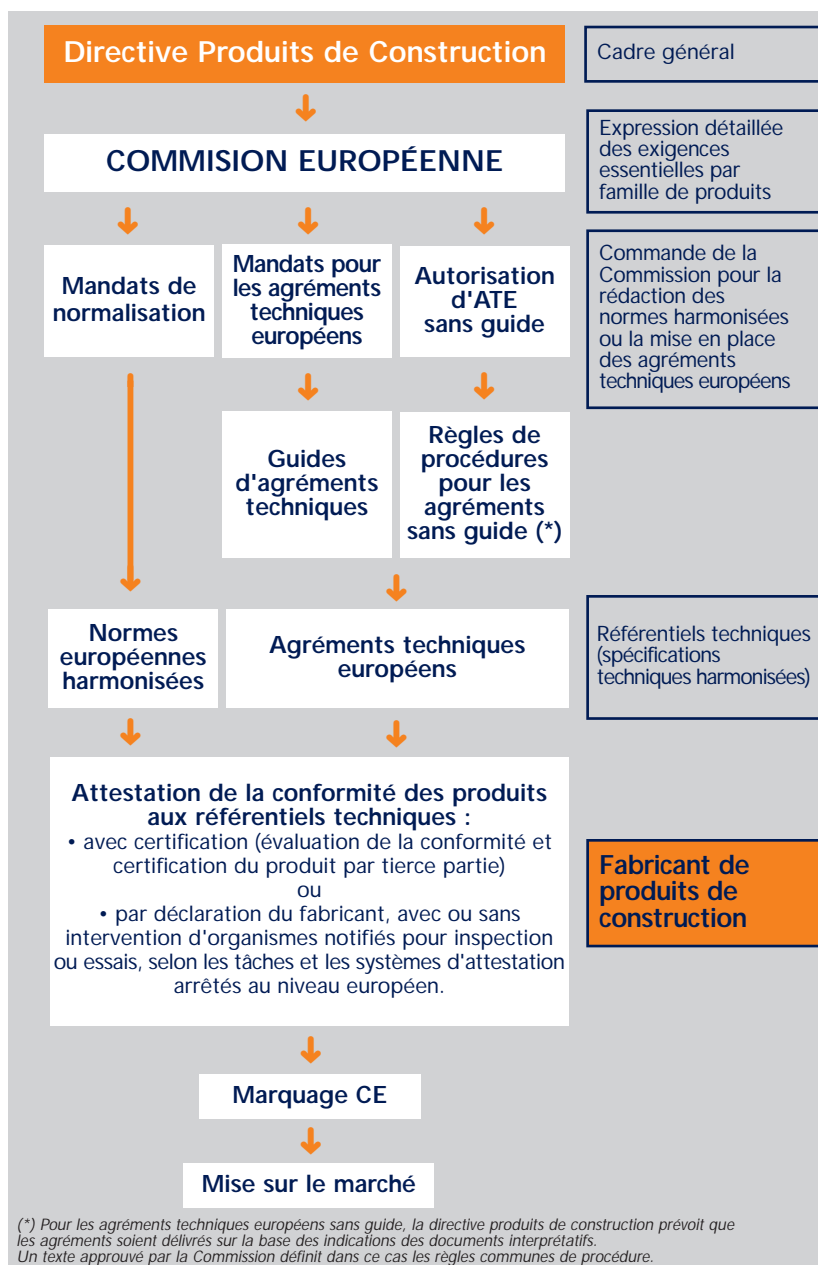 Directive Produits de Construction
Cadre général
COMMISION EUROPÉENNE
Expression détaillée
des exigences
essentielles par
famille de produits
Mandats de
normalisation
Mandats pour
les agréments
techniques
européens
Autorisation
d'ATE
sans guide
Commande de la
Commission pour la
rédaction des
normes harmonisées
ou la mise en place
des agréments
techniques européens
Guides
d'agréments
techniques
Règles de
procédures
pour les
agréments
sans guide (*)
Normes
européennes
harmonisées
Agréments techniques
européens
Référentiels techniques
(spécifications
techniques harmonisées)
Attestation de la conformité des produits
aux référentiels techniques :
• avec certification (évaluation de la conformité et
certification du produit par tierce partie)
ou
• par déclaration du fabricant, avec ou sans
intervention d'organismes notifiés pour inspection
ou essais, selon les tâches et les systèmes d'attestation
arrêtés au niveau européen.
Fabricant de
produits de
construction
Marquage CE
Mise sur le marché
(*) Pour les agréments techniques européens sans guide, la directive produits de construction prévoit que
les agréments soient délivrés sur la base des indications des documents interprétatifs.
Un texte approuvé par la Commission définit dans ce cas les règles communes de procédure.